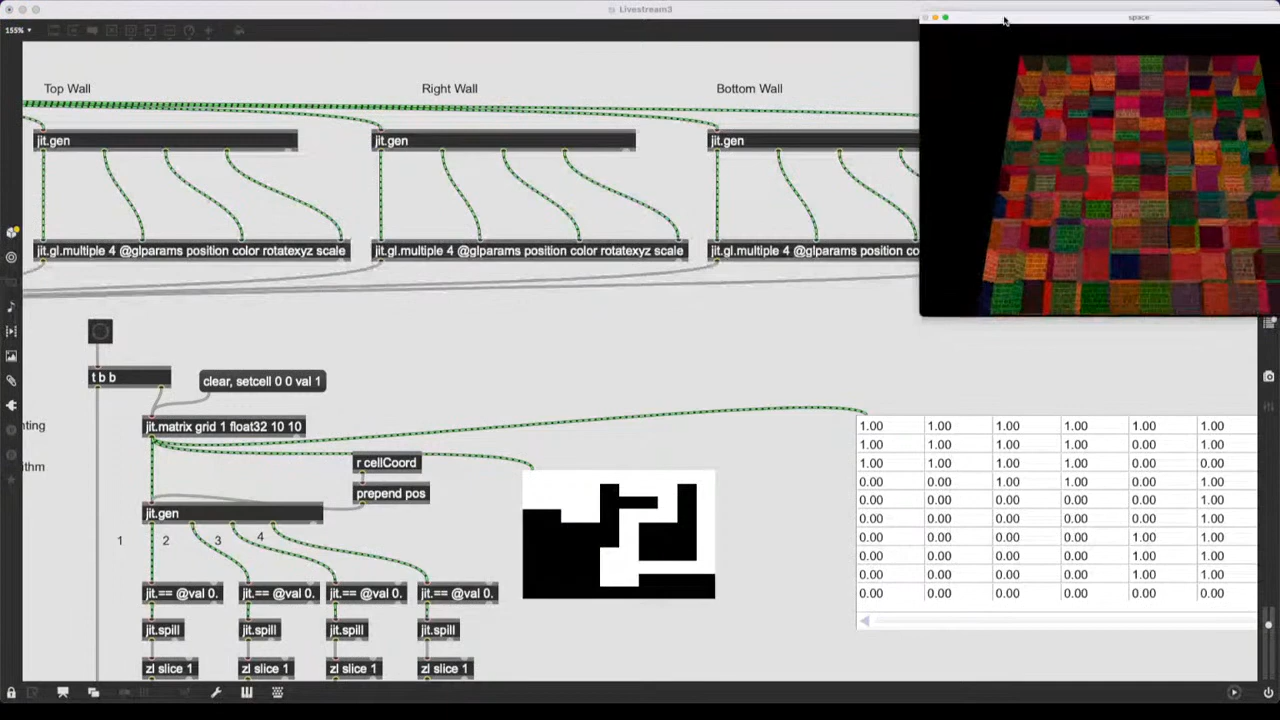 Livestream3
space
155%
Top Wall
Right Wall
Bottom Wall
jit.gen
jit.gen
jit.gen
jit.gl.multiple 4 @glparams position color rotatexyz scale
jit.gl.multiple 4 @glparams position color rotatexyz scale
jit.gl.multiple 4 @glparams position co
t b b
clear, setcell 0 0 val 1
nting
jit.matrix grid 1 float32 10 10
ithm
r cellCoord
prepend pos
jit.gen
1 2 3 4
jit.== @val 0. jit.== @val 0. jit.== @val 0. jit.== @val 0.
jit.spill jit.spill jit.spill jit.spill
zl slice 1 zl slice 1 zl slice 1 zl slice 1
1.00 1.00 1.00 1.00 1.00 1.00
1.00 1.00 1.00 1.00 0.00 1.00
1.00 1.00 1.00 1.00 0.00 0.00
0.00 0.00 1.00 1.00 0.00 1.00
0.00 0.00 0.00 0.00 0.00 1.00
0.00 0.00 0.00 0.00 0.00 1.00
0.00 0.00 0.00 0.00 1.00 1.00
0.00 0.00 0.00 0.00 1.00 0.00
0.00 0.00 0.00 0.00 1.00 1.00
0.00 0.00 0.00 0.00 0.00 0.00